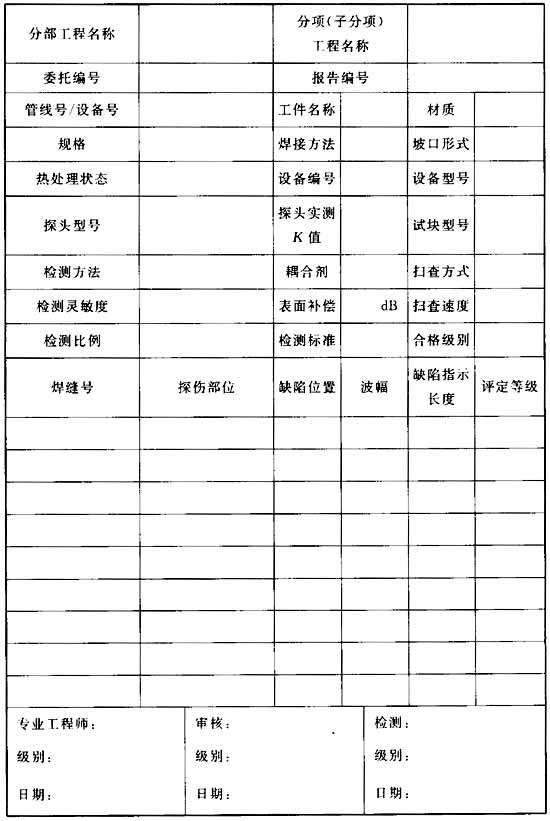 分部工程名称 分项(子分项)
工程名称
委托编号 报告编号
管线号/设备号 工件名称 材质
规格 焊接方法 坡口形式
热处理状态 设备编号 设备型号
探头型号 探头实测
K 值 试块型号
检测方法 耦合剂 扫查方式
检测灵敏度 表面补偿 dB 扫查速度
检测比例 检测标准 合格级别
焊缝号 探伤部位 缺陷位置 波幅 缺陷指示
长度 评定等级
专业工程师: 审核: 检测:
级别: 级别: 级别:
日期: 日期: 日期: